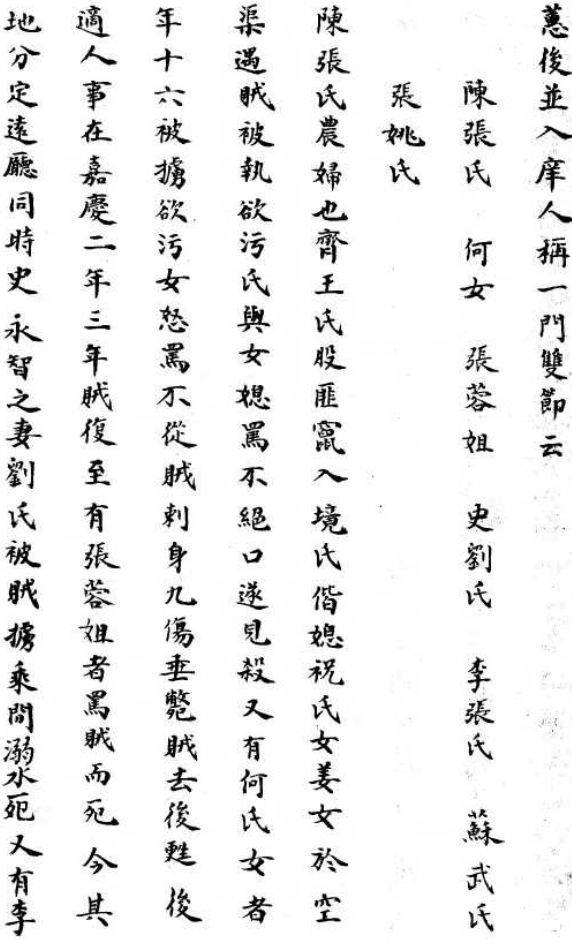 蕙俊並入庠人稱一門雙節云
陳張氏 何女 張蓉姐 史劉氏 李張氏 蘇武氏
張姚氏
陳張氏農婦也齊王氏股匪竄入境氏偕媳祝氏女姜女於空
渠遇賊被執欲污氏與女媳罵不絕口遂見殺又有何氏女者
年十六被擄欲污女怒罵不從賊刺身九傷垂斃賊去後甦後
適人事在嘉慶二年三年賊復至有張蓉姐者罵賊而死今其
地分定遠廳同時史永智之妻劉氏被賊擄乘間溺水死又有李